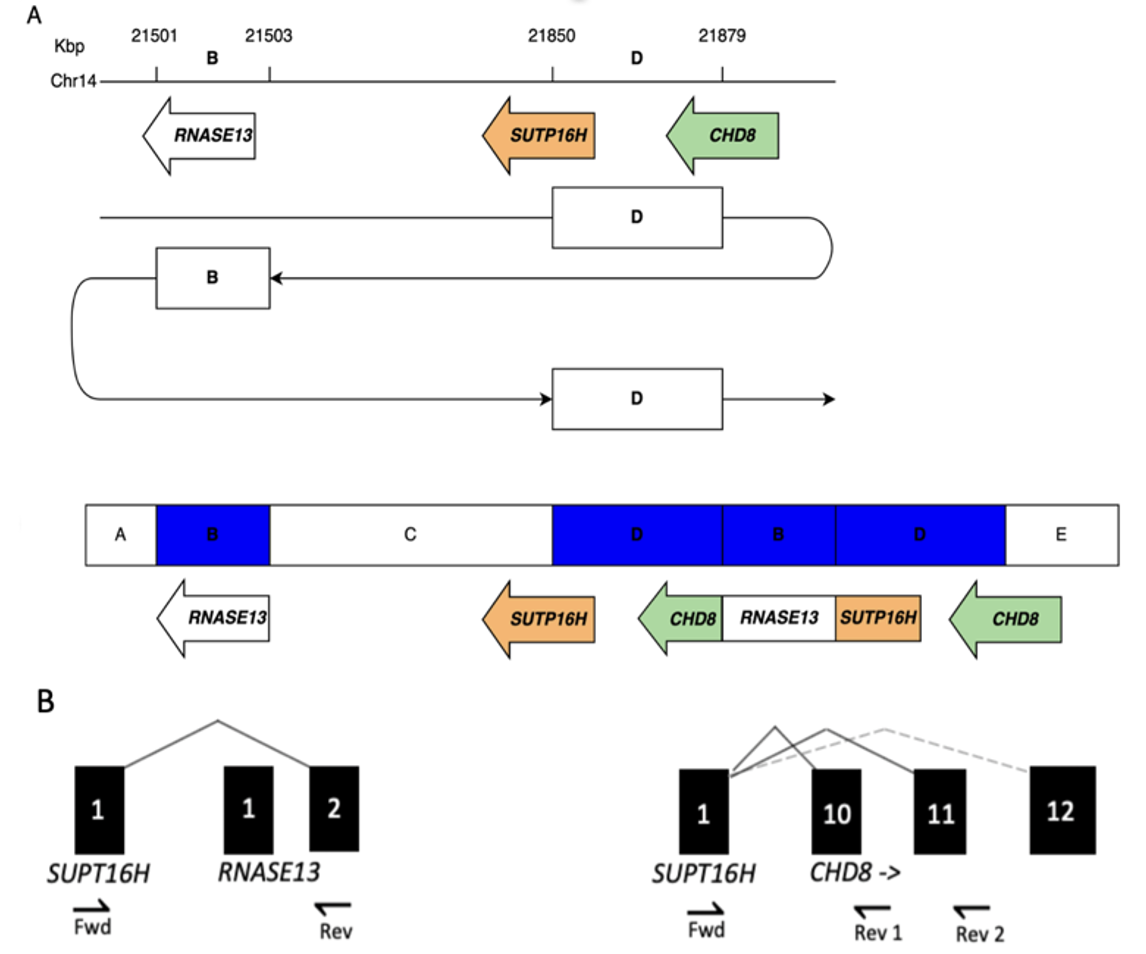 A
21501 21503 21850 21879
Kbp
B D
Chr14
RNASE13 SUTP16H CHD8
D
B
D
A B C D B D E
RNASE13 SUTP16H CHD8 RNASE13 SUTP16H CHD8
B
1 1 2 1 10 11 12
SUPT16H RNASE13 SUPT16H CHD8 ->
Fwd Rev Fwd Rev 1 Rev 2